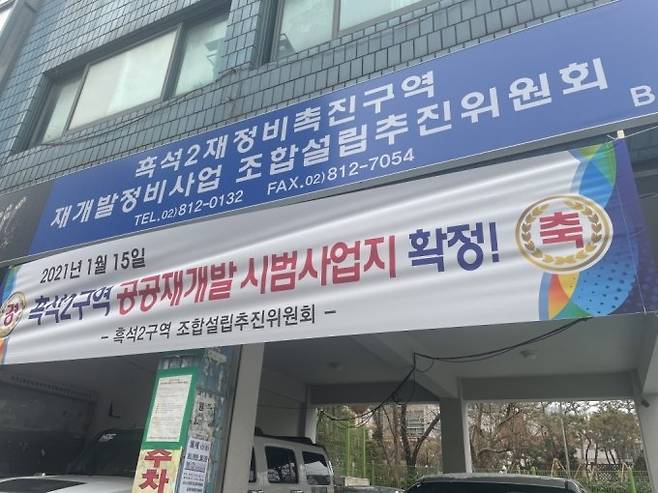 흑석2재정비촉진구역
재개발정비사업 조합설립추진위원회
TEL.02)812-0132 FAX.02)812-7054
B
2021년 1월 15일
흑석2구역 공공재개발 시범사업지 확정!
축
경
- 흑석2구역 조합설립추진위원회 -
주차